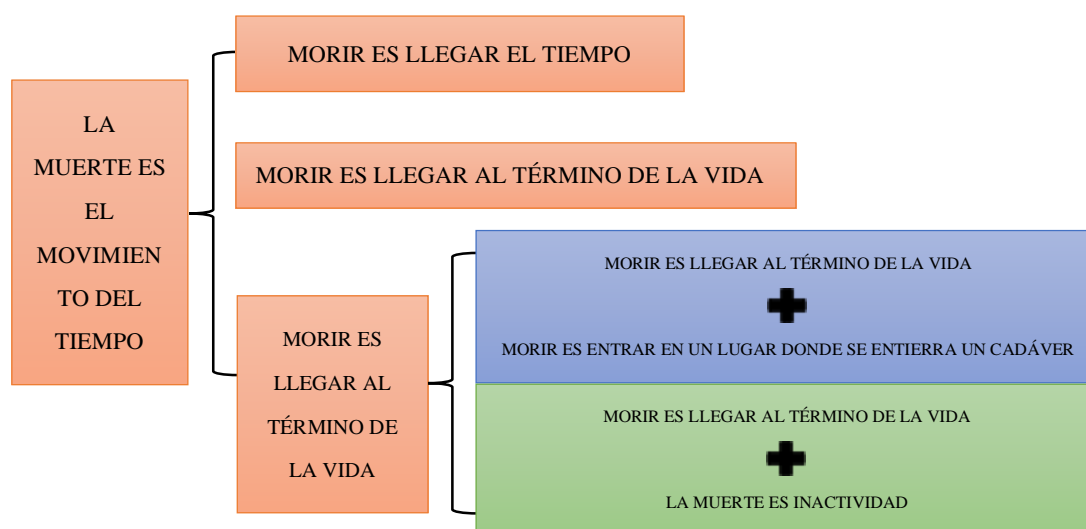 LA
MUERTE ES
EL
MOVIMIEN
TO DEL
TIEMPO
MORIR ES LLEGAR EL TIEMPO
MORIR ES LLEGAR AL TÉRMINO DE LA VIDA
MORIR ES
LLEGAR AL
TÉRMINO DE
LA VIDA
MORIR ES LLEGAR AL TÉRMINO DE LA VIDA
MORIR ES ENTRAR EN UN LUGAR DONDE SE ENTIERRA UN CADÁVER
MORIR ES LLEGAR AL TÉRMINO DE LA VIDA
LA MUERTE ES INACTIVIDAD